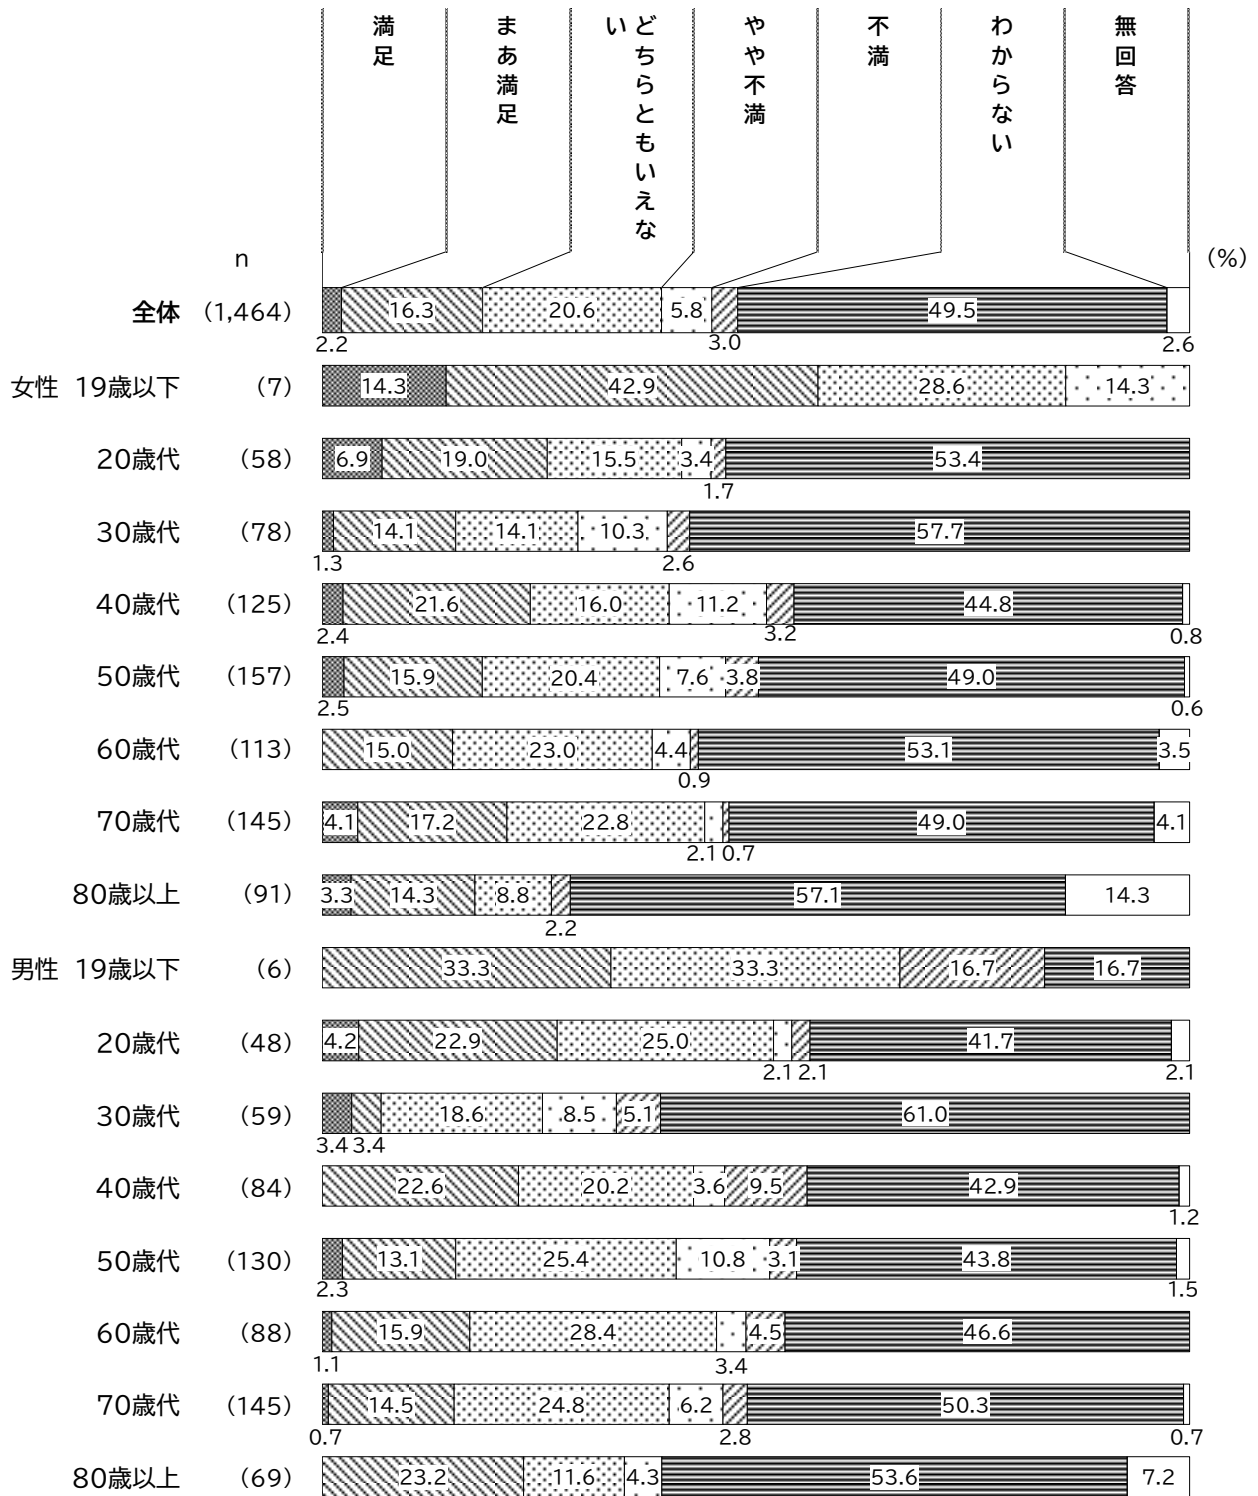 満足
まあ満足
どちらともいえな
い
やや不満
不満
わからない
無回答
n
(%)
全体 (1,464) 16.3 20.6 5.8 49.5
2.2 3.0 2.6
女性 19歳以下 (7) 14.3 42.9 28.6 14.3
20歳代 (58) 6.9 19.0 15.5 3.4 53.4
1.7
30歳代 (78) 14.1 14.1 10.3 57.7
1.3 2.6
40歳代 (125) 21.6 16.0 11.2 44.8
2.4 3.2 0.8
50歳代 (157) 15.9 20.4 7.6 3.8 49.0
2.5 0.6
60歳代 (113) 15.0 23.0 4.4 53.1 3.5
0.9
70歳代 (145) 4.1 17.2 22.8 49.0 4.1
2.1 0.7
80歳以上 (91) 3.3 14.3 8.8 57.1 14.3
2.2
男性 19歳以下 (6) 33.3 33.3 16.7 16.7
20歳代 (48) 4.2 22.9 25.0 41.7
2.1 2.1 2.1
30歳代 (59) 18.6 8.5 5.1 61.0
3.4 3.4
40歳代 (84) 22.6 20.2 3.6 9.5 42.9
1.2
50歳代 (130) 13.1 25.4 10.8 3.1 43.8
2.3 1.5
60歳代 (88) 15.9 28.4 4.5 46.6
1.1 3.4
70歳代 (145) 14.5 24.8 6.2 50.3
0.7 2.8 0.7
80歳以上 (69) 23.2 11.6 4.3 53.6 7.2